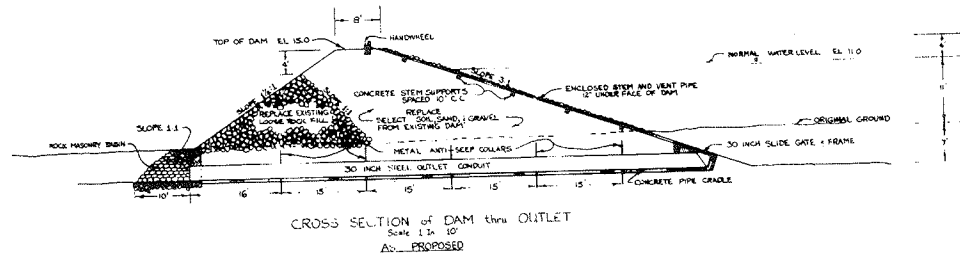 8'
TOP OF DAM EL 15.0
HANDWHEEL
4'
NORMAL WATER LEVEL EL 11.0
SLOPE 3:1
CONCRETE STEM SUPPORTS
SPACED 10' C.C.
ENCLOSED STEM AND VENT PIPE
12" UNDER FACE OF DAM
REPLACE EXISTING
LOOSE ROCK FILL
REPLACE
SELECT SOIL, SAND, GRAVEL
FROM EXISTING DAM
ORIGINAL GROUND
SLOPE 1:1
ROCK MASONRY BASIN
METAL ANTI-SEEP COLLARS
30 INCH SLIDE GATE & FRAME
7'
30 INCH STEEL OUTLET CONDUIT
CONCRETE PIPE CRADLE
10'
16
15'
15'
15'
15'
CROSS SECTION of DAM thru OUTLET
Scale 1 In 10'
AS PROPOSED